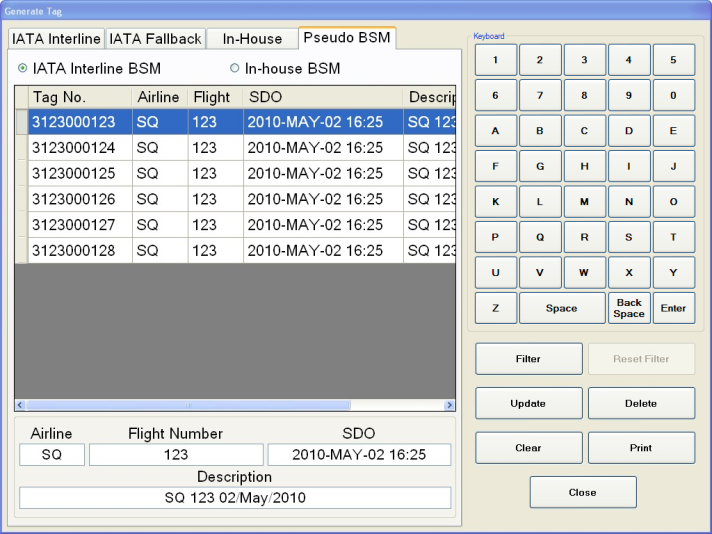 Generate Tag
IATA Interline IATA Fallback In-House Pseudo BSM
IATA Interline BSM In-house BSM
Tag No. Airline Flight SDO Descrip
3123000123 SQ 123 2010-MAY-02 16:25 SQ 123
3123000124 SQ 123 2010-MAY-02 16:25 SQ 123
3123000125 SQ 123 2010-MAY-02 16:25 SQ 123
3123000126 SQ 123 2010-MAY-02 16:25 SQ 123
3123000127 SQ 123 2010-MAY-02 16:25 SQ 123
3123000128 SQ 123 2010-MAY-02 16:25 SQ 123
Airline Flight Number SDO
SQ 123 2010-MAY-02 16:25
Description
SQ 123 02/May/2010
Keyboard
1 2 3 4 5
6 7 8 9 0
A B C D E
F G H I J
K L M N O
P Q R S T
U V W X Y
Z Space Back Space Enter
Filter Reset Filter
Update Delete
Clear Print
Close